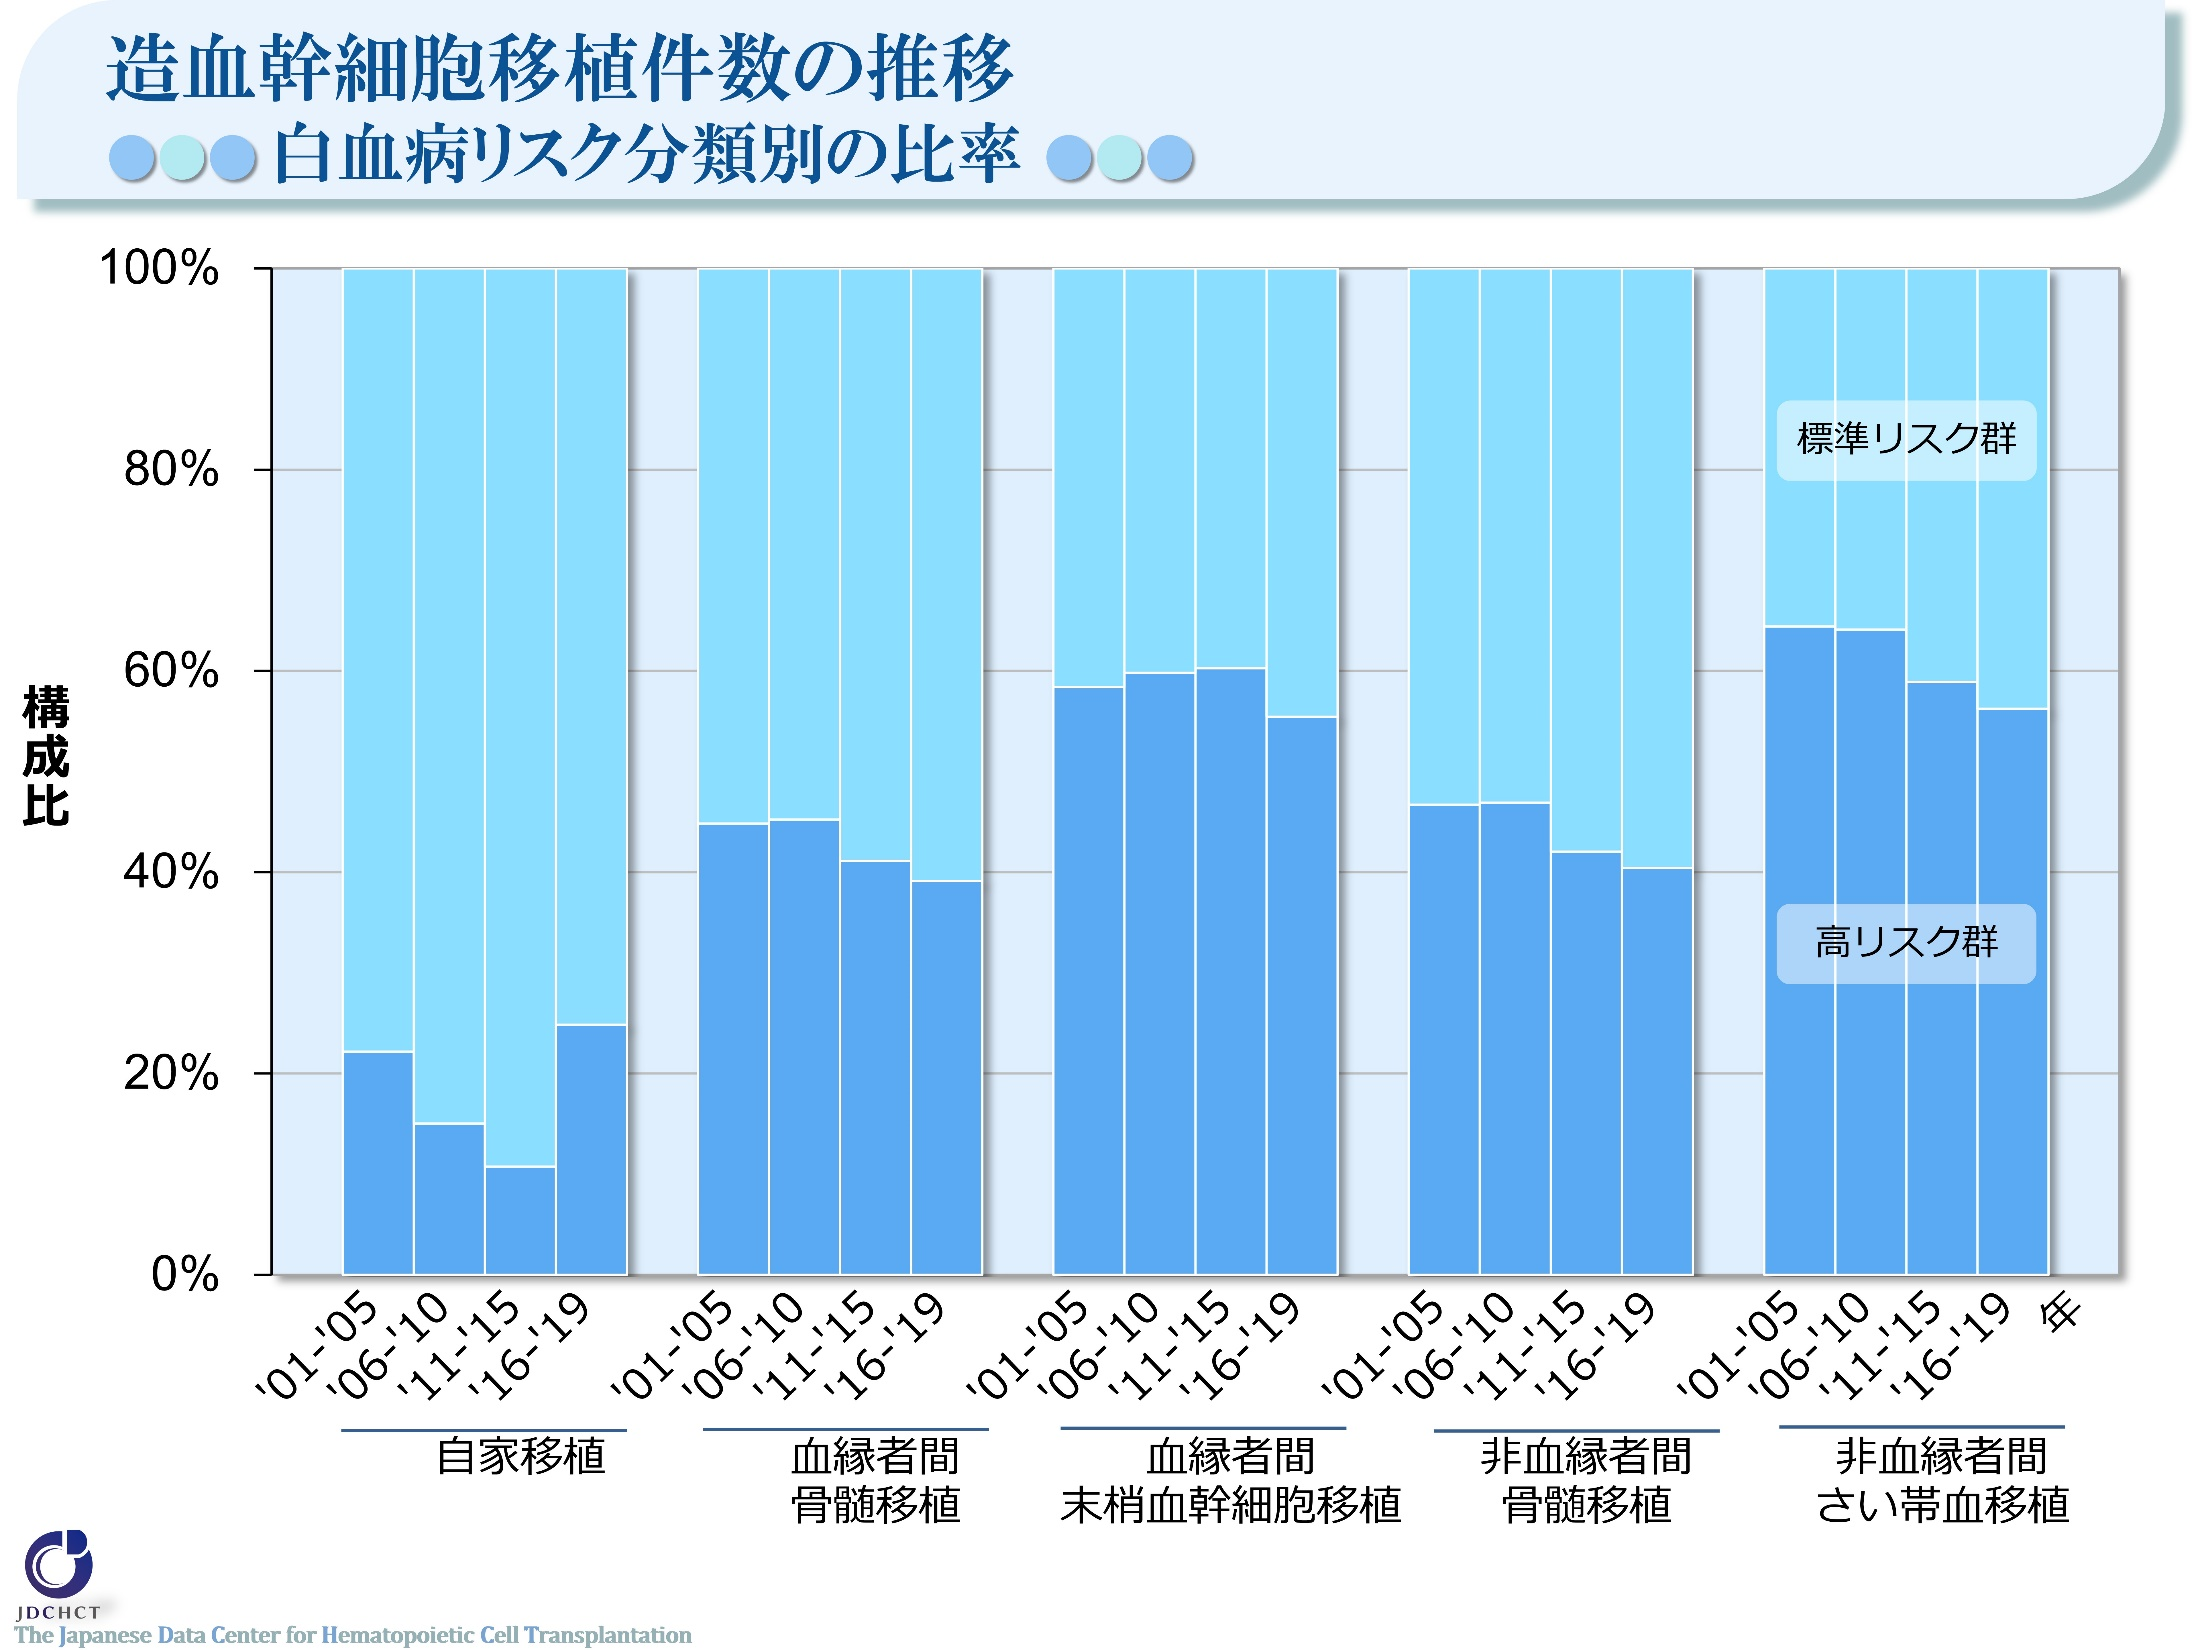 造血幹細胞移植件数の推移
白血病リスク分類別の比率
構成比
100%
80%
60%
40%
20%
0%
標準リスク群
高リスク群
'01-'05
'06-'10
'11-'15
'16-'19
'01-'05
'06-'10
'11-'15
'16-'19
'01-'05
'06-'10
'11-'15
'16-'19
'01-'05
'06-'10
'11-'15
'16-'19
'01-'05
'06-'10
'11-'15
'16-'19
年
自家移植
血縁者間
骨髄移植
血縁者間
末梢血幹細胞移植
非血縁者間
骨髄移植
非血縁者間
さい帯血移植
JDCHCT
The Japanese Data Center for Hematopoietic Cell Transplantation